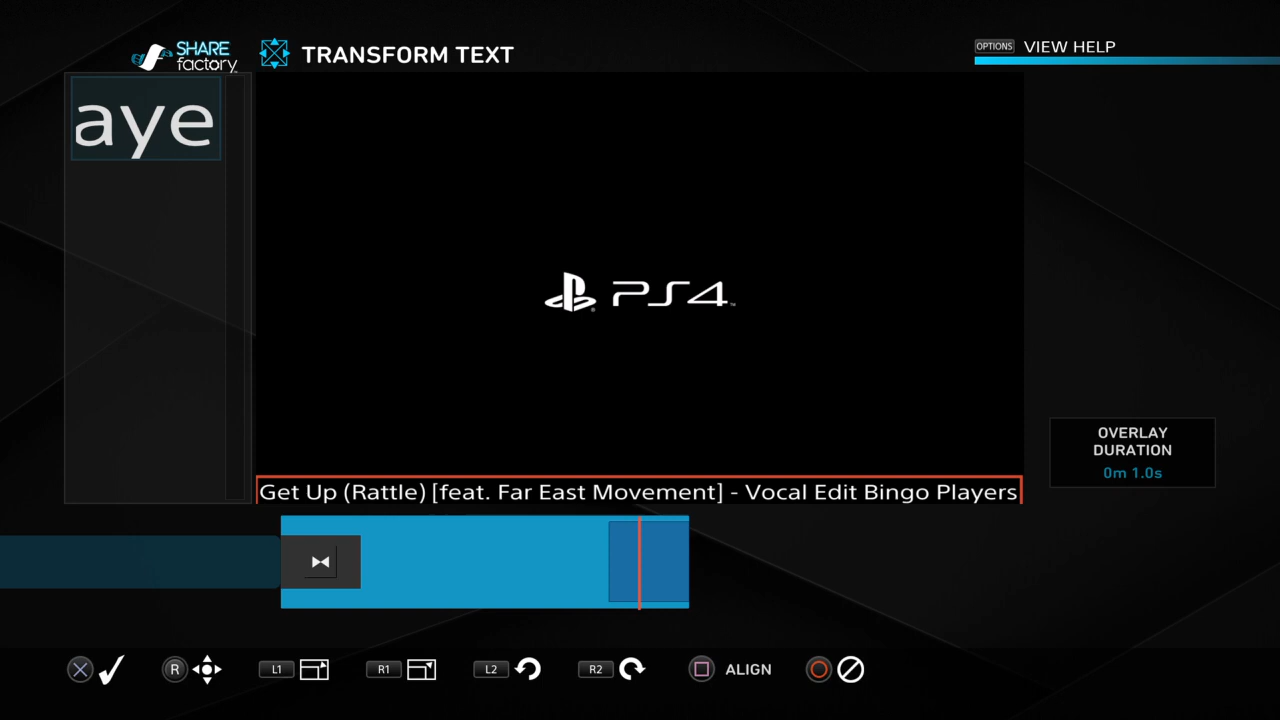 SHARE
factory
TRANSFORM TEXT
OPTIONS VIEW HELP
aye
PS4
OVERLAY
DURATION
0m 1.0s
Get Up (Rattle) [feat. Far East Movement] - Vocal Edit Bingo Players
R L1 R1 L2 R2 ALIGN